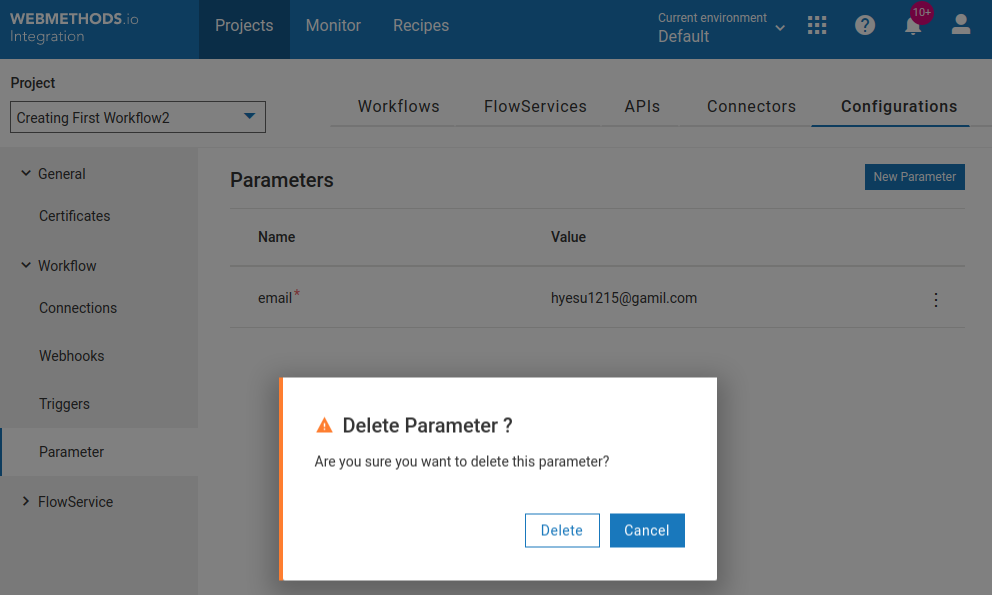 WEBMETHODS.io
Integration
Projects
Monitor
Recipes
Current environment
Default
10+
Project
Creating First Workflow2
Workflows
FlowServices
APIs
Connectors
Configurations
General
Certificates
Workflow
Connections
Webhooks
Triggers
Parameter
FlowService
Parameters
New Parameter
Name Value
email* hyesu1215@gamil.com
Delete Parameter ?
Are you sure you want to delete this parameter?
Delete
Cancel